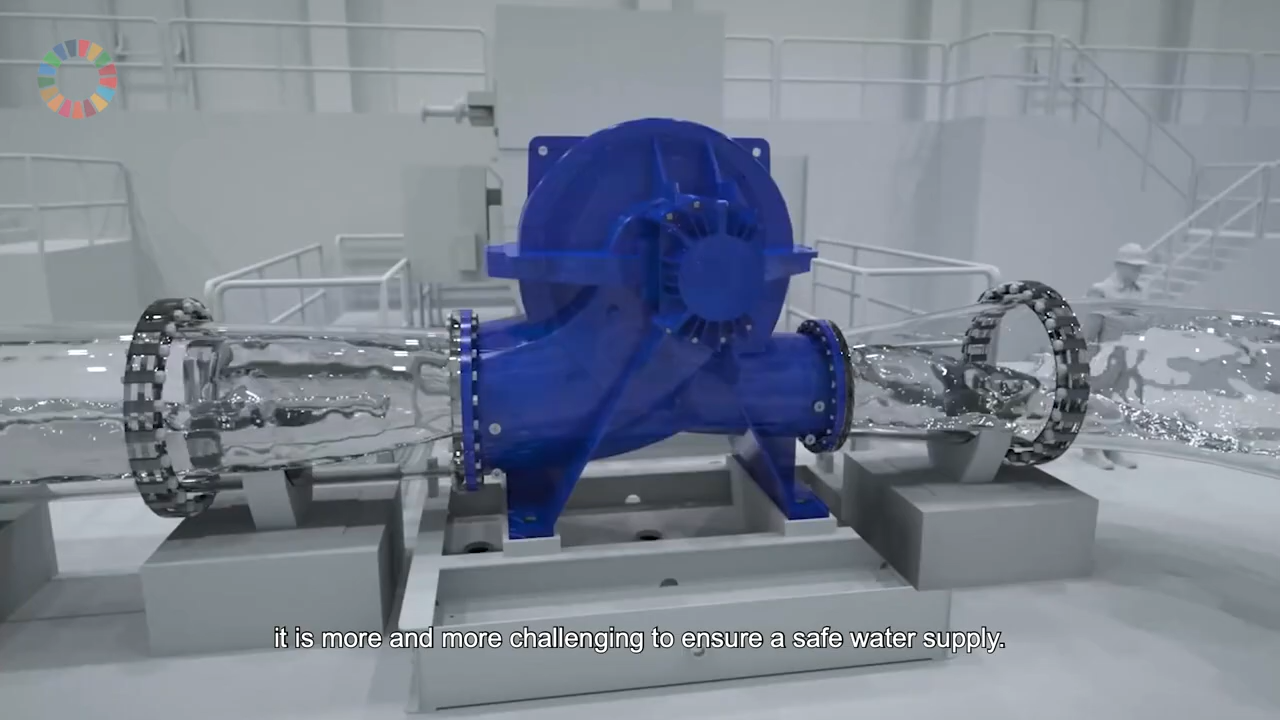 it is more and more challenging to ensure a safe water supply.